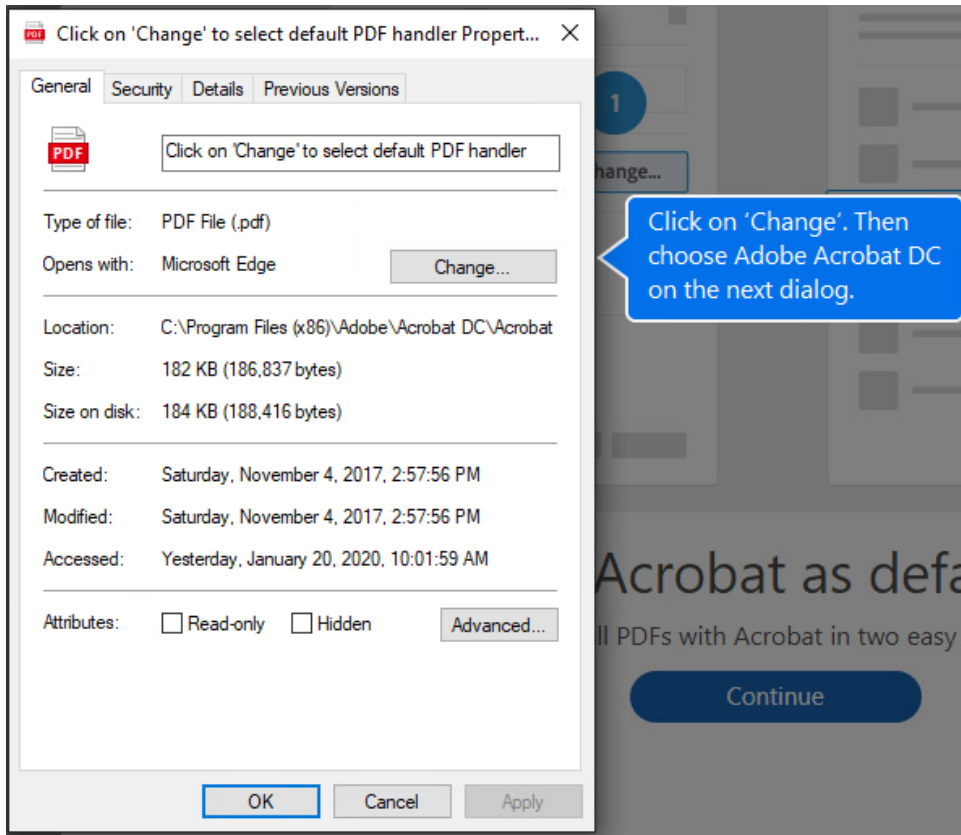 Click on 'Change' to select default PDF handler Propert...
General Security Details Previous Versions
PDF
Click on 'Change' to select default PDF handler
Type of file: PDF File (.pdf)
Opens with: Microsoft Edge Change...
Location: C:\Program Files (x86)\Adobe\Acrobat DC\Acrobat
Size: 182 KB (186,837 bytes)
Size on disk: 184 KB (188,416 bytes)
Created: Saturday, November 4, 2017, 2:57:56 PM
Modified: Saturday, November 4, 2017, 2:57:56 PM
Accessed: Yesterday, January 20, 2020, 10:01:59 AM
Attributes: Read-only Hidden Advanced...
OK Cancel Apply
1
hange...
Click on ‘Change’. Then
choose Adobe Acrobat DC
on the next dialog.
Acrobat as defa
ll PDFs with Acrobat in two easy
Continue